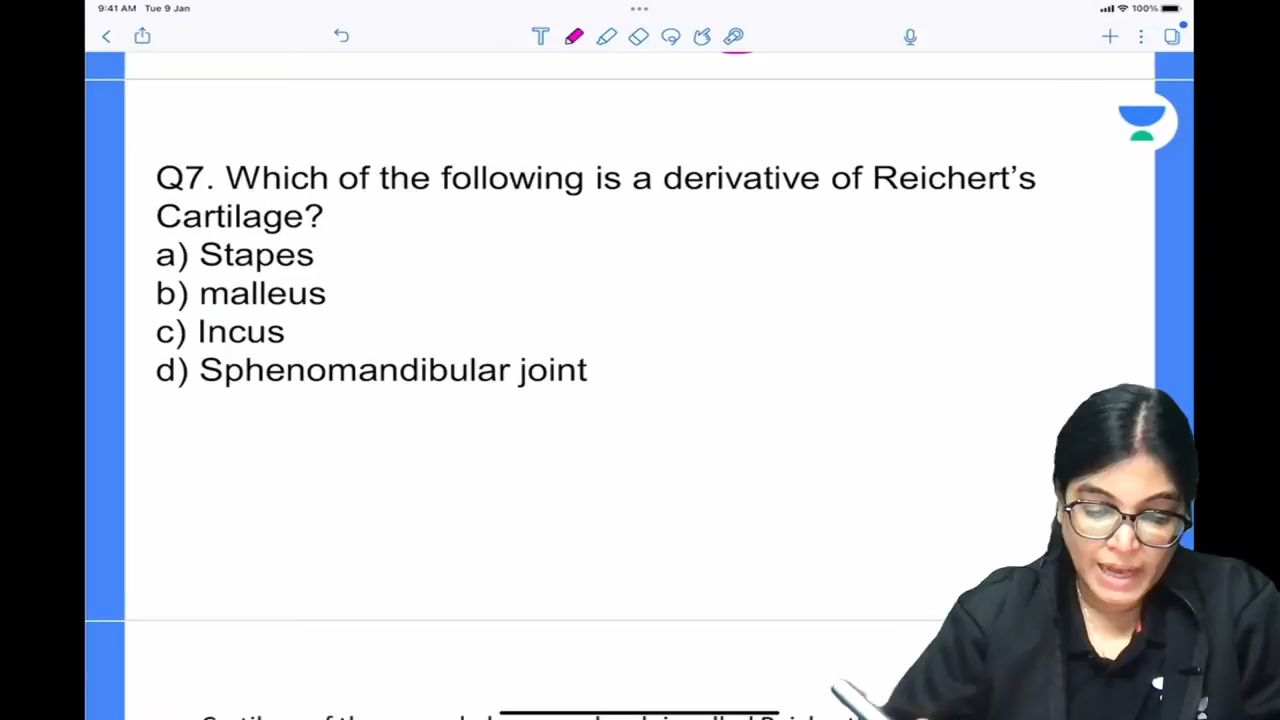 9:41 AM Tue 9 Jan
100%
T
Q7. Which of the following is a derivative of Reichert’s
Cartilage?
a) Stapes
b) malleus
c) Incus
d) Sphenomandibular joint